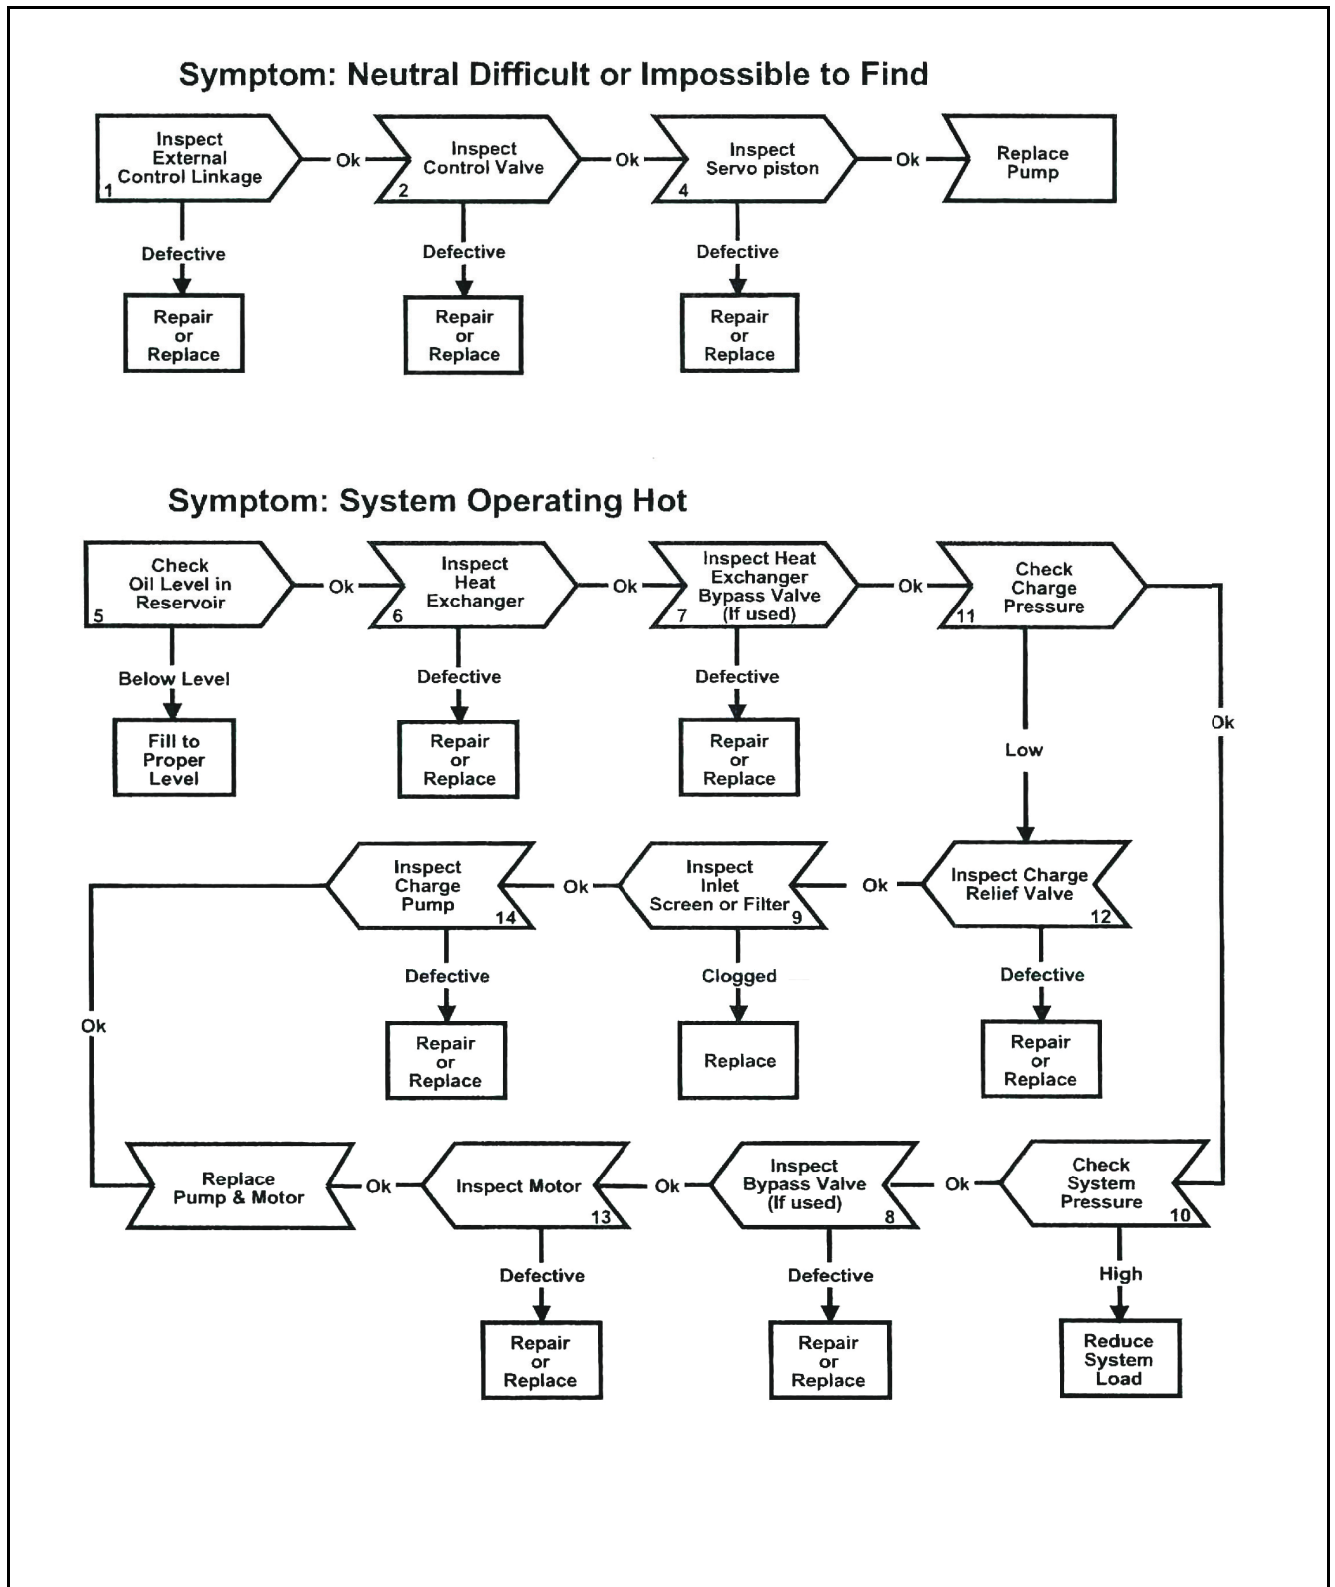 Symptom: Neutral Difficult or Impossible to Find
Inspect
External
Control Linkage
1
Ok
Inspect
Control Valve
2
Ok
Inspect
Servo piston
4
Ok
Replace
Pump
Defective
Defective
Defective
Repair
or
Replace
Repair
or
Replace
Repair
or
Replace
Symptom: System Operating Hot
Check
Oil Level in
Reservoir
5
Ok
Inspect
Heat
Exchanger
6
Ok
Inspect Heat
Exchanger
Bypass Valve
(If used)
7
Ok
Check
Charge
Pressure
11
Below Level
Defective
Defective
Low
Ok
Fill to
Proper
Level
Repair
or
Replace
Repair
or
Replace
Inspect
Charge
Pump
14
Ok
Inspect
Inlet
Screen or Filter
9
Ok
Inspect Charge
Relief Valve
12
Defective
Clogged
Defective
Ok
Repair
or
Replace
Replace
Repair
or
Replace
Replace
Pump & Motor
Ok
Inspect Motor
13
Ok
Inspect
Bypass Valve
(If used)
8
Ok
Check
System
Pressure
10
Defective
Defective
High
Repair
or
Replace
Repair
or
Replace
Reduce
System
Load